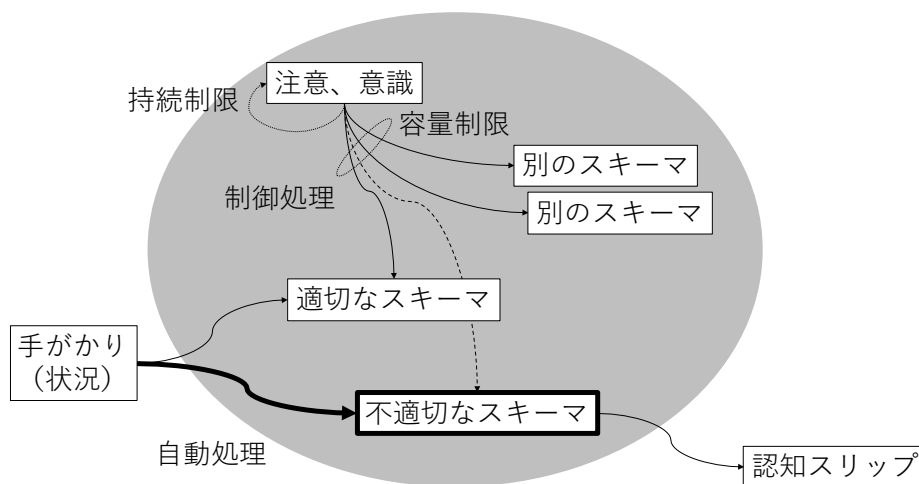 注意、意識
持続制限
容量制限
別のスキーマ
制御処理
別のスキーマ
適切なスキーマ
手がかり
（状況）
不適切なスキーマ
自動処理
認知スリップ